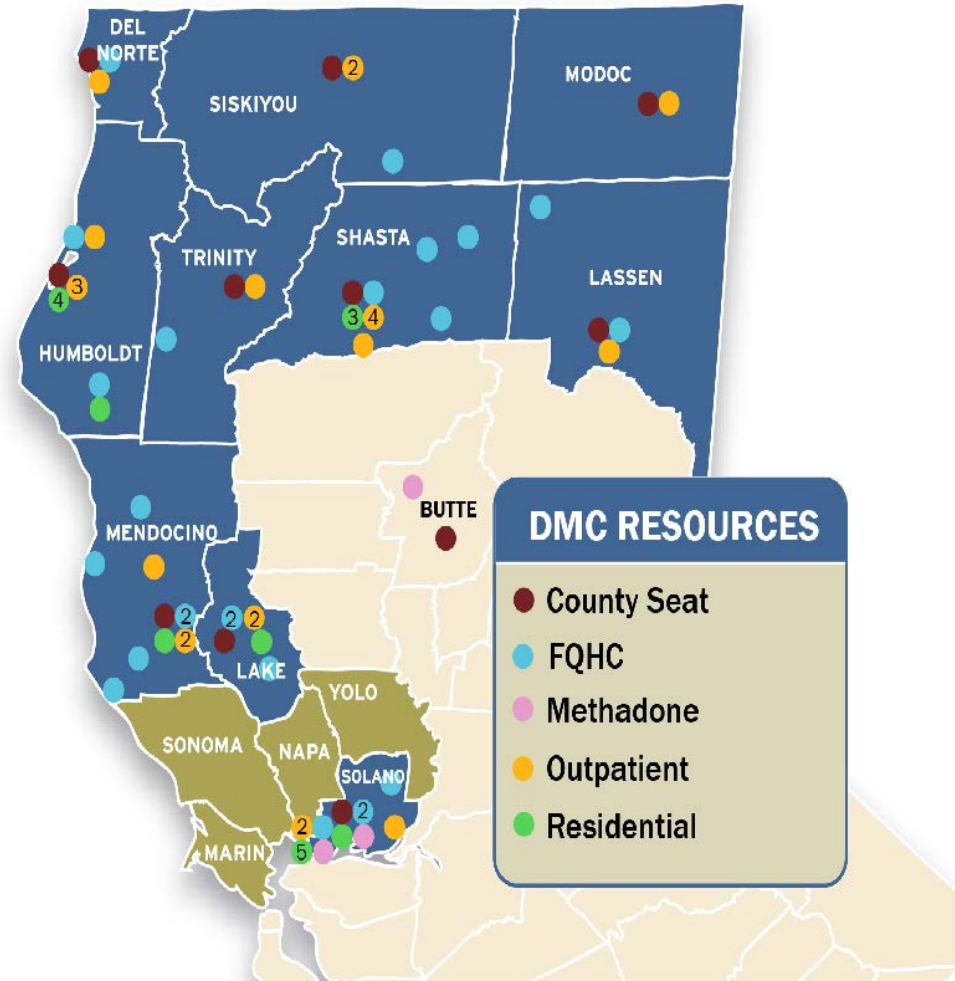 DEL
NORTE
SISKIYOU
2
MODOC
SHASTA
TRINITY
LASSEN
3
4
3
4
HUMBOLDT
BUTTE
DMC RESOURCES
County Seat
FQHC
Methadone
Outpatient
Residential
MENDOCINO
2
2
2
2
LAKE
YOLO
SONOMA
NAPA
SOLANO
2
2
MARIN
5